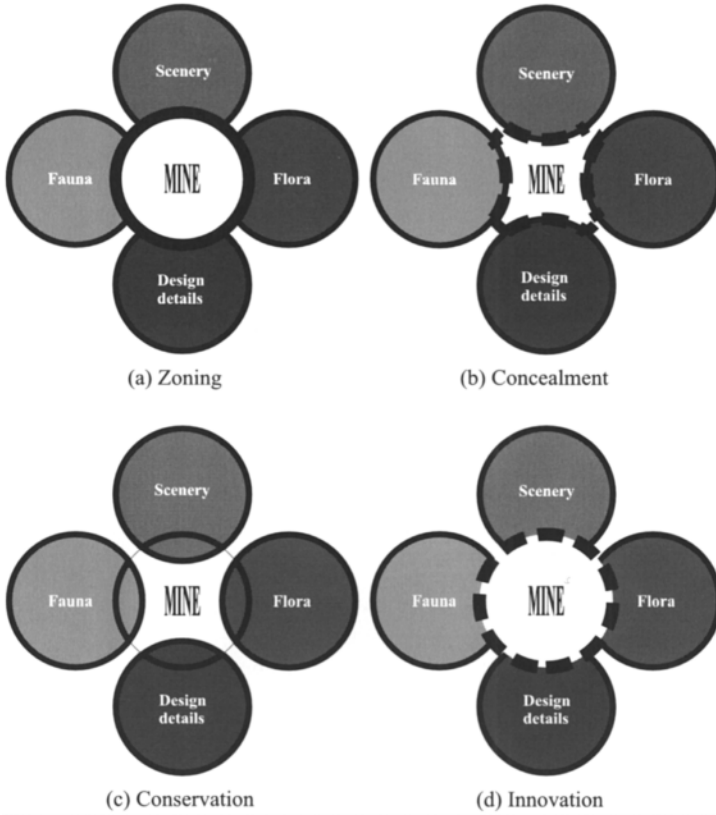 Scenery
Scenery
Fauna MINE Flora
Fauna MINE Flora
Design
details
Design
details
(a) Zoning
(b) Concealment
Scenery
Scenery
Fauna MINE Flora
Fauna MINE Flora
Design
details
Design
details
(c) Conservation
(d) Innovation